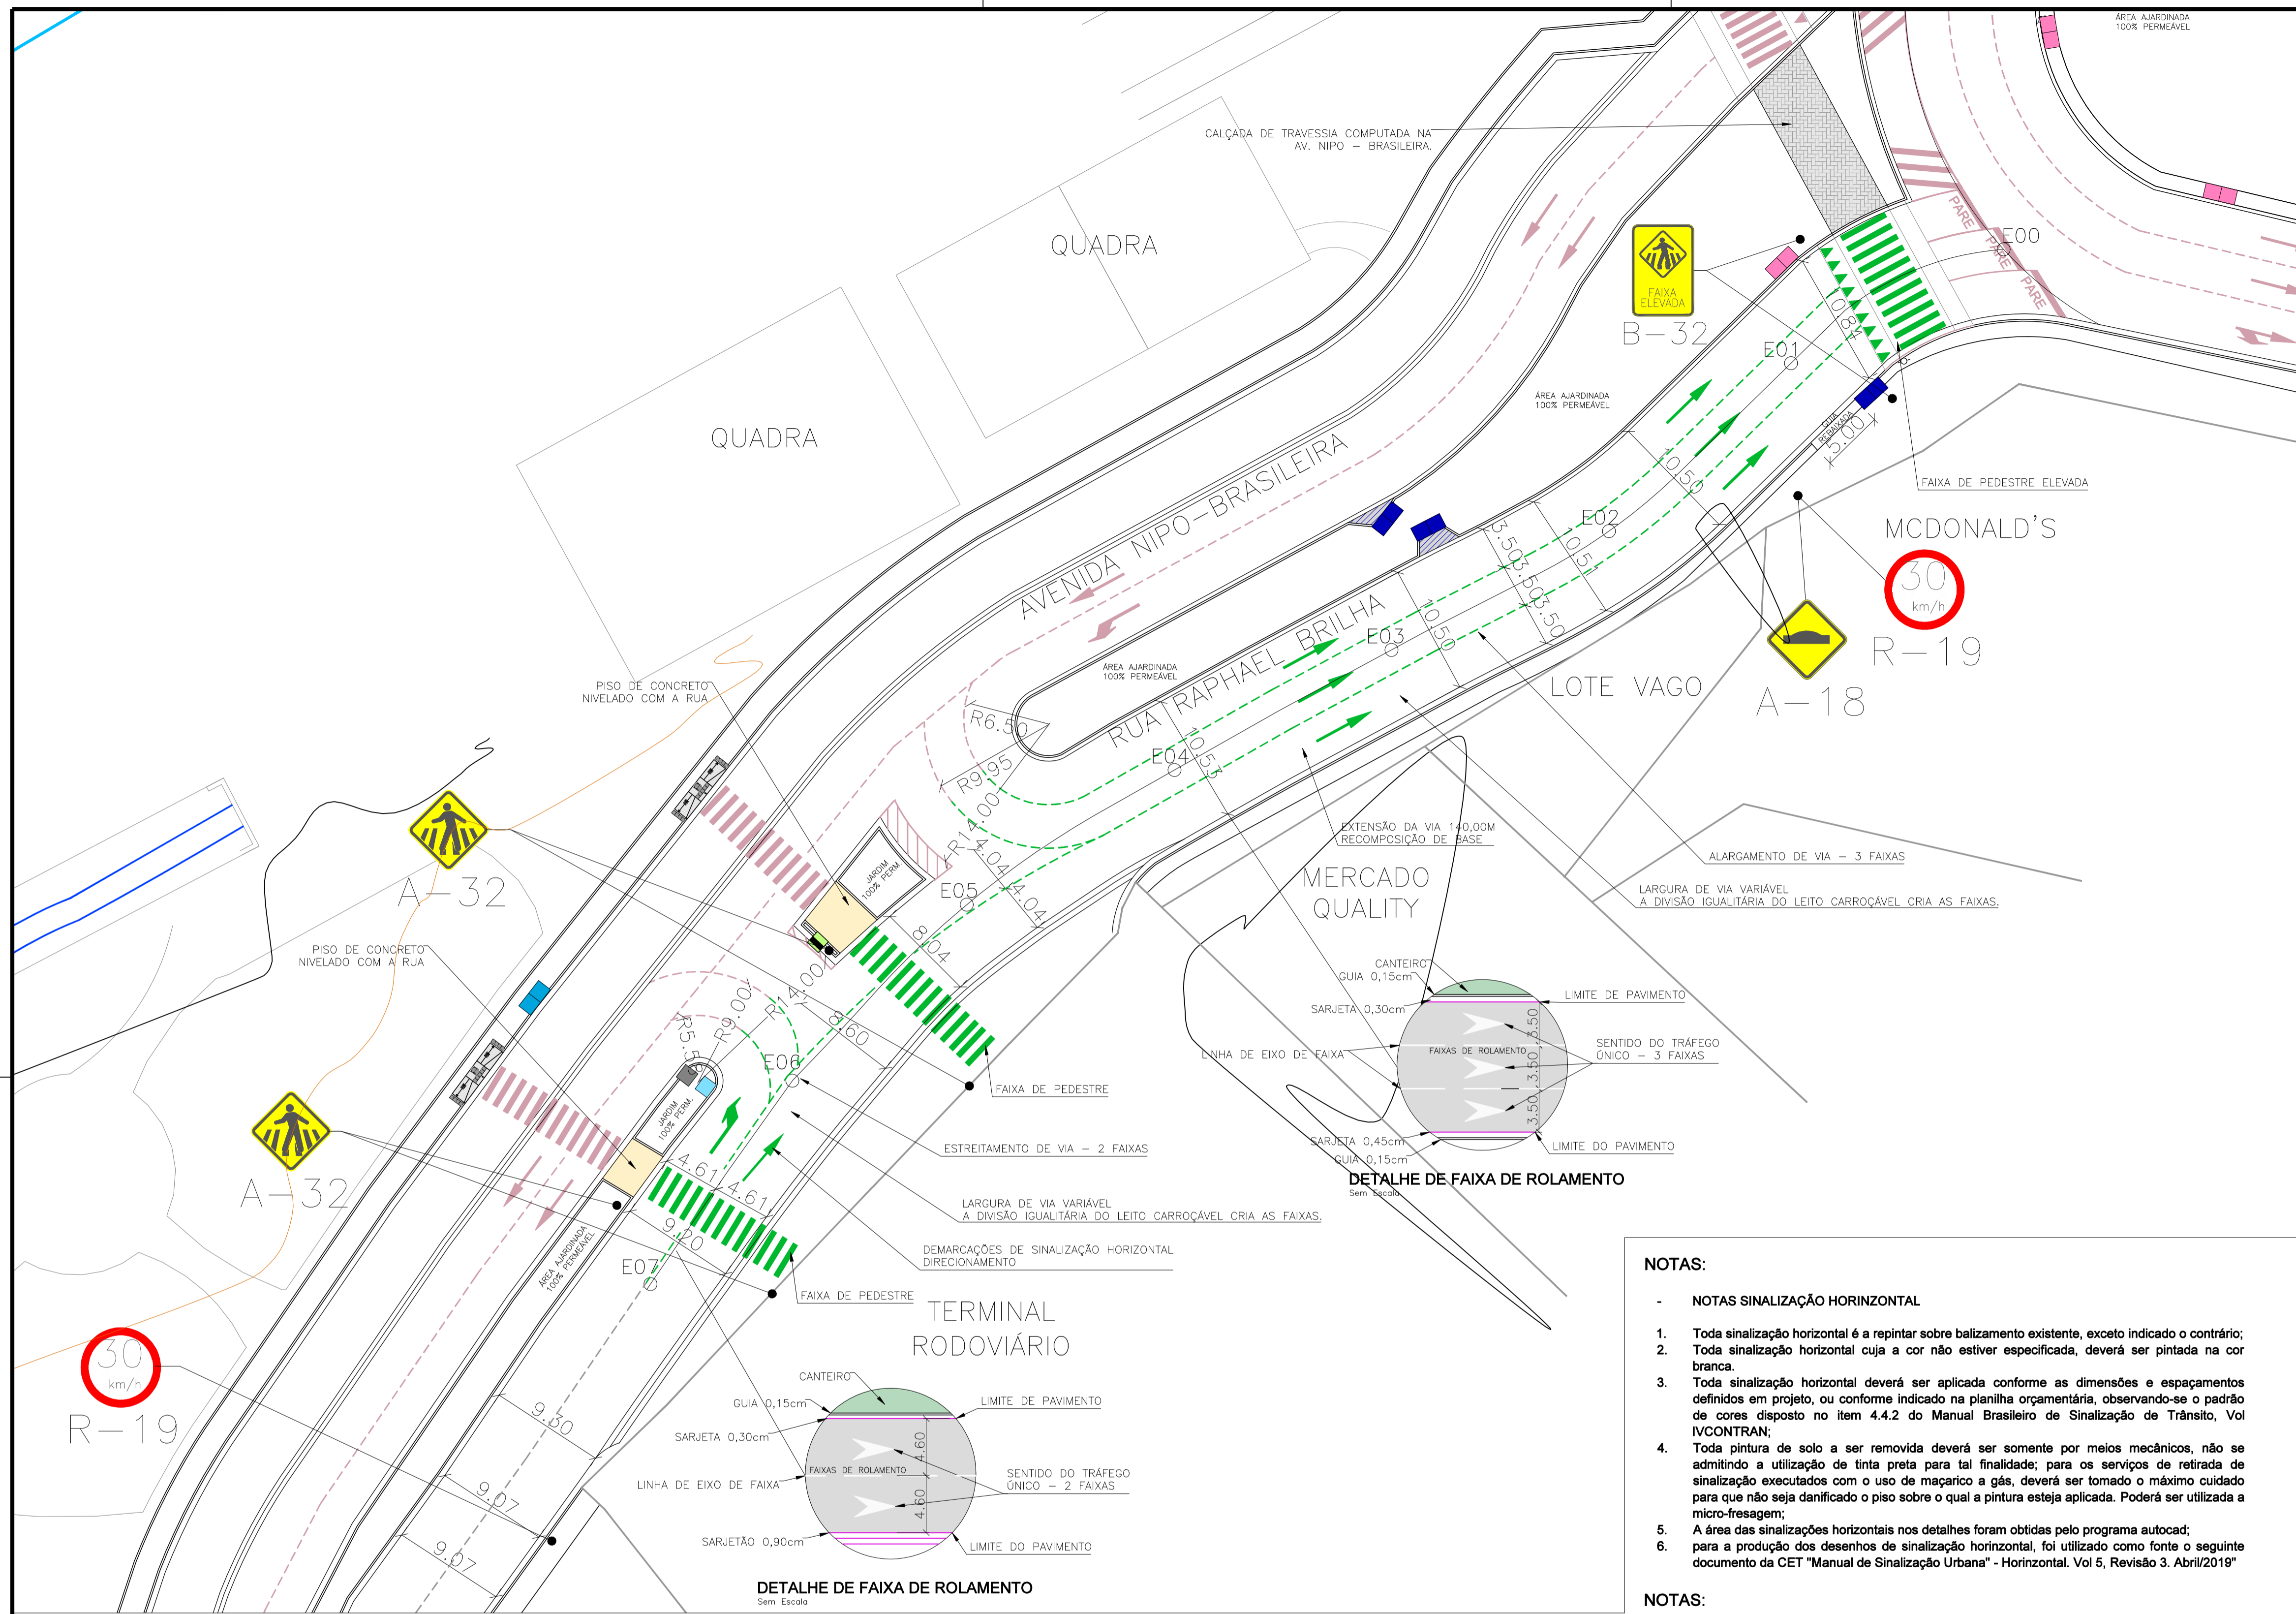 ÁREA AJARDINADA
100% PERMEÁVEL
CALÇADA DE TRAVESSIA COMPUTADA NA
AV. NIPO - BRASILEIRA.
QUADRA
QUADRA
PARE
PARE
PARE
E00
FAIXA
ELEVADA
B-32
10.84
E01
ÁREA AJARDINADA
100% PERMEÁVEL
GUIA
REBAIXADA
5.00
10.50
FAIXA DE PEDESTRE ELEVADA
MCDONALD'S
30
km/h
R-19
A-18
E02
10.51
3.50
3.50
3.50
AVENIDA NIPO-BRASILEIRA
RUA RAPHAEL BRILHA
E03
10.50
LOTE VAGO
ÁREA AJARDINADA
100% PERMEÁVEL
PISO DE CONCRETO
NIVELADO COM A RUA
R6.50
R9.95
R14.00
E04
10.53
4.04
4.04
EXTENSÃO DA VIA 140,00M
RECOMPOSIÇÃO DE BASE
ALARGAMENTO DE VIA - 3 FAIXAS
LARGURA DE VIA VARIÁVEL
A DIVISÃO IGUALITÁRIA DO LEITO CARROÇÁVEL CRIA AS FAIXAS.
MERCADO
QUALITY
A-32
JARDIM
100% PERM.
E05
8.04
PISO DE CONCRETO
NIVELADO COM A RUA
R14.00
R9.00
8.60
E06
JARDIM
100% PERM.
FAIXA DE PEDESTRE
ESTREITAMENTO DE VIA - 2 FAIXAS
A-32
4.61
4.61
9.20
LARGURA DE VIA VARIÁVEL
A DIVISÃO IGUALITÁRIA DO LEITO CARROÇÁVEL CRIA AS FAIXAS.
DEMARCAÇÕES DE SINALIZAÇÃO HORIZONTAL
DIRECIONAMENTO
ÁREA AJARDINADA
100% PERMEÁVEL
E07
FAIXA DE PEDESTRE
TERMINAL
RODOVIÁRIO
30
km/h
R-19
9.30
9.07
9.07
CANTEIRO
GUIA 0,15cm
SARJETA 0,30cm
LINHA DE EIXO DE FAIXA
FAIXAS DE ROLAMENTO
3.50
3.50
3.50
LIMITE DE PAVIMENTO
SENTIDO DO TRÁFEGO
ÚNICO - 3 FAIXAS
SARJETA 0,45cm
GUIA 0,15cm
LIMITE DO PAVIMENTO
DETALHE DE FAIXA DE ROLAMENTO
Sem Escala
CANTEIRO
GUIA 0,15cm
SARJETA 0,30cm
LINHA DE EIXO DE FAIXA
FAIXAS DE ROLAMENTO
4.60
4.60
LIMITE DE PAVIMENTO
SENTIDO DO TRÁFEGO
ÚNICO - 2 FAIXAS
SARJETÃO 0,90cm
LIMITE DO PAVIMENTO
DETALHE DE FAIXA DE ROLAMENTO
Sem Escala
NOTAS:
- NOTAS SINALIZAÇÃO HORINZONTAL
1. Toda sinalização horizontal é a repintar sobre balizamento existente, exceto indicado o contrário;
2. Toda sinalização horizontal cuja a cor não estiver especificada, deverá ser pintada na cor
branca.
3. Toda sinalização horizontal deverá ser aplicada conforme as dimensões e espaçamentos
definidos em projeto, ou conforme indicado na planilha orçamentária, observando-se o padrão
de cores disposto no item 4.4.2 do Manual Brasileiro de Sinalização de Trânsito, Vol
IVCONTRAN;
4. Toda pintura de solo a ser removida deverá ser somente por meios mecânicos, não se
admitindo a utilização de tinta preta para tal finalidade; para os serviços de retirada de
sinalização executados com o uso de maçarico a gás, deverá ser tomado o máximo cuidado
para que não seja danificado o piso sobre o qual a pintura esteja aplicada. Poderá ser utilizada a
micro-fresagem;
5. A área das sinalizações horizontais nos detalhes foram obtidas pelo programa autocad;
6. para a produção dos desenhos de sinalização horinzontal, foi utilizado como fonte o seguinte
documento da CET "Manual de Sinalização Urbana" - Horinzontal. Vol 5, Revisão 3. Abril/2019"
NOTAS: